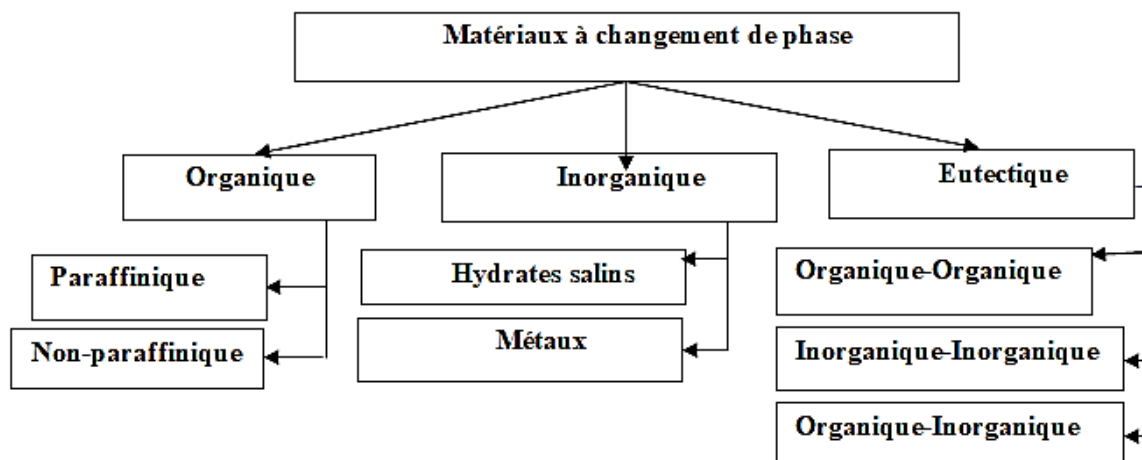 Matériaux à changement de phase
Organique
Inorganique
Eutectique
Paraffinique
Non-paraffinique
Hydrates salins
Métaux
Organique-Organique
Inorganique-Inorganique
Organique-Inorganique